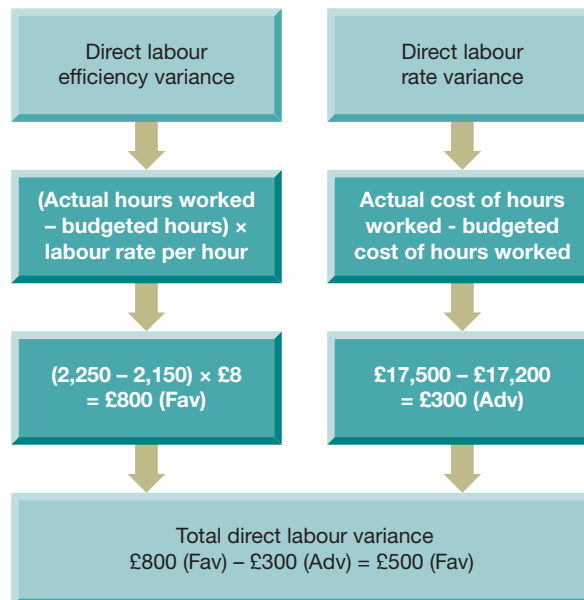 Direct labour
efficiency variance
Direct labour
rate variance
(Actual hours worked
– budgeted hours) ×
labour rate per hour
Actual cost of hours
worked - budgeted
cost of hours worked
(2,250 – 2,150) × £8
= £800 (Fav)
£17,500 – £17,200
= £300 (Adv)
Total direct labour variance
£800 (Fav) – £300 (Adv) = £500 (Fav)